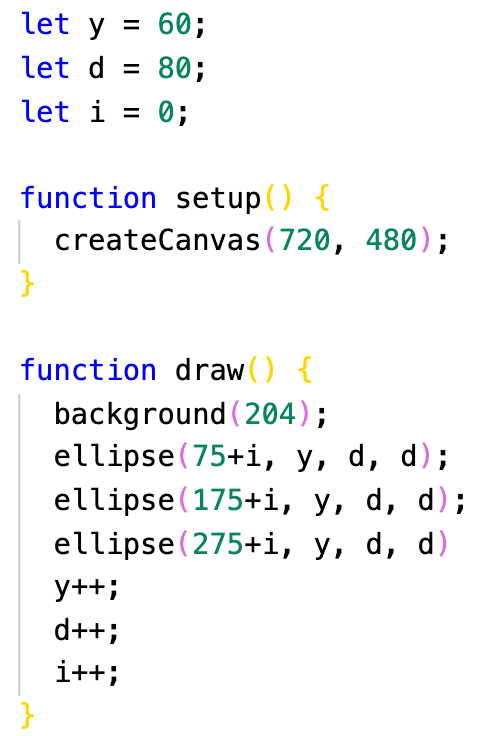 let y = 60;
let d = 80;
let i = 0;

function setup() {
  createCanvas(720, 480);
}

function draw() {
  background(204);
  ellipse(75+i, y, d, d);
  ellipse(175+i, y, d, d);
  ellipse(275+i, y, d, d)
  y++;
  d++;
  i++;
}